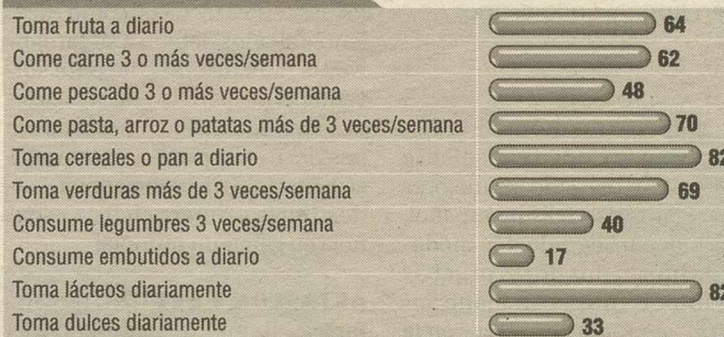 Toma fruta a diario 64
Come carne 3 o más veces/semana 62
Come pescado 3 o más veces/semana 48
Come pasta, arroz o patatas más de 3 veces/semana 70
Toma cereales o pan a diario 82
Toma verduras más de 3 veces/semana 69
Consume legumbres 3 veces/semana 40
Consume embutidos a diario 17
Toma lácteos diariamente 82
Toma dulces diariamente 33